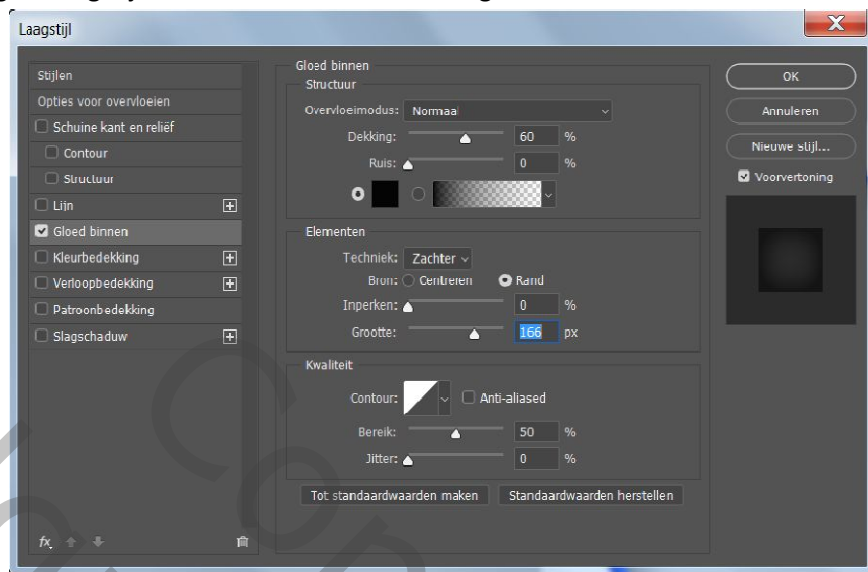 Laagstijl
Stijlen
Opties voor overvloeien
Schuine kant en reliëf
Contour
Structuur
Lijn
Gloed binnen
Kleurbedekking
Verloopbedekking
Patroonbedekking
Slagschaduw
fx
Gloed binnen
Structuur
Overvloeimodus: Normaal
Dekking: 60 %
Ruis: 0 %
Elementen
Techniek: Zachter
Bron: Centreren Rand
Inperken: 0 %
Grootte: 166 px
Kwaliteit
Contour: Anti-aliased
Bereik: 50 %
Jitter: 0 %
Tot standaardwaarden maken Standaardwaarden herstellen
OK
Annuleren
Nieuwe stijl...
Voorvertoning